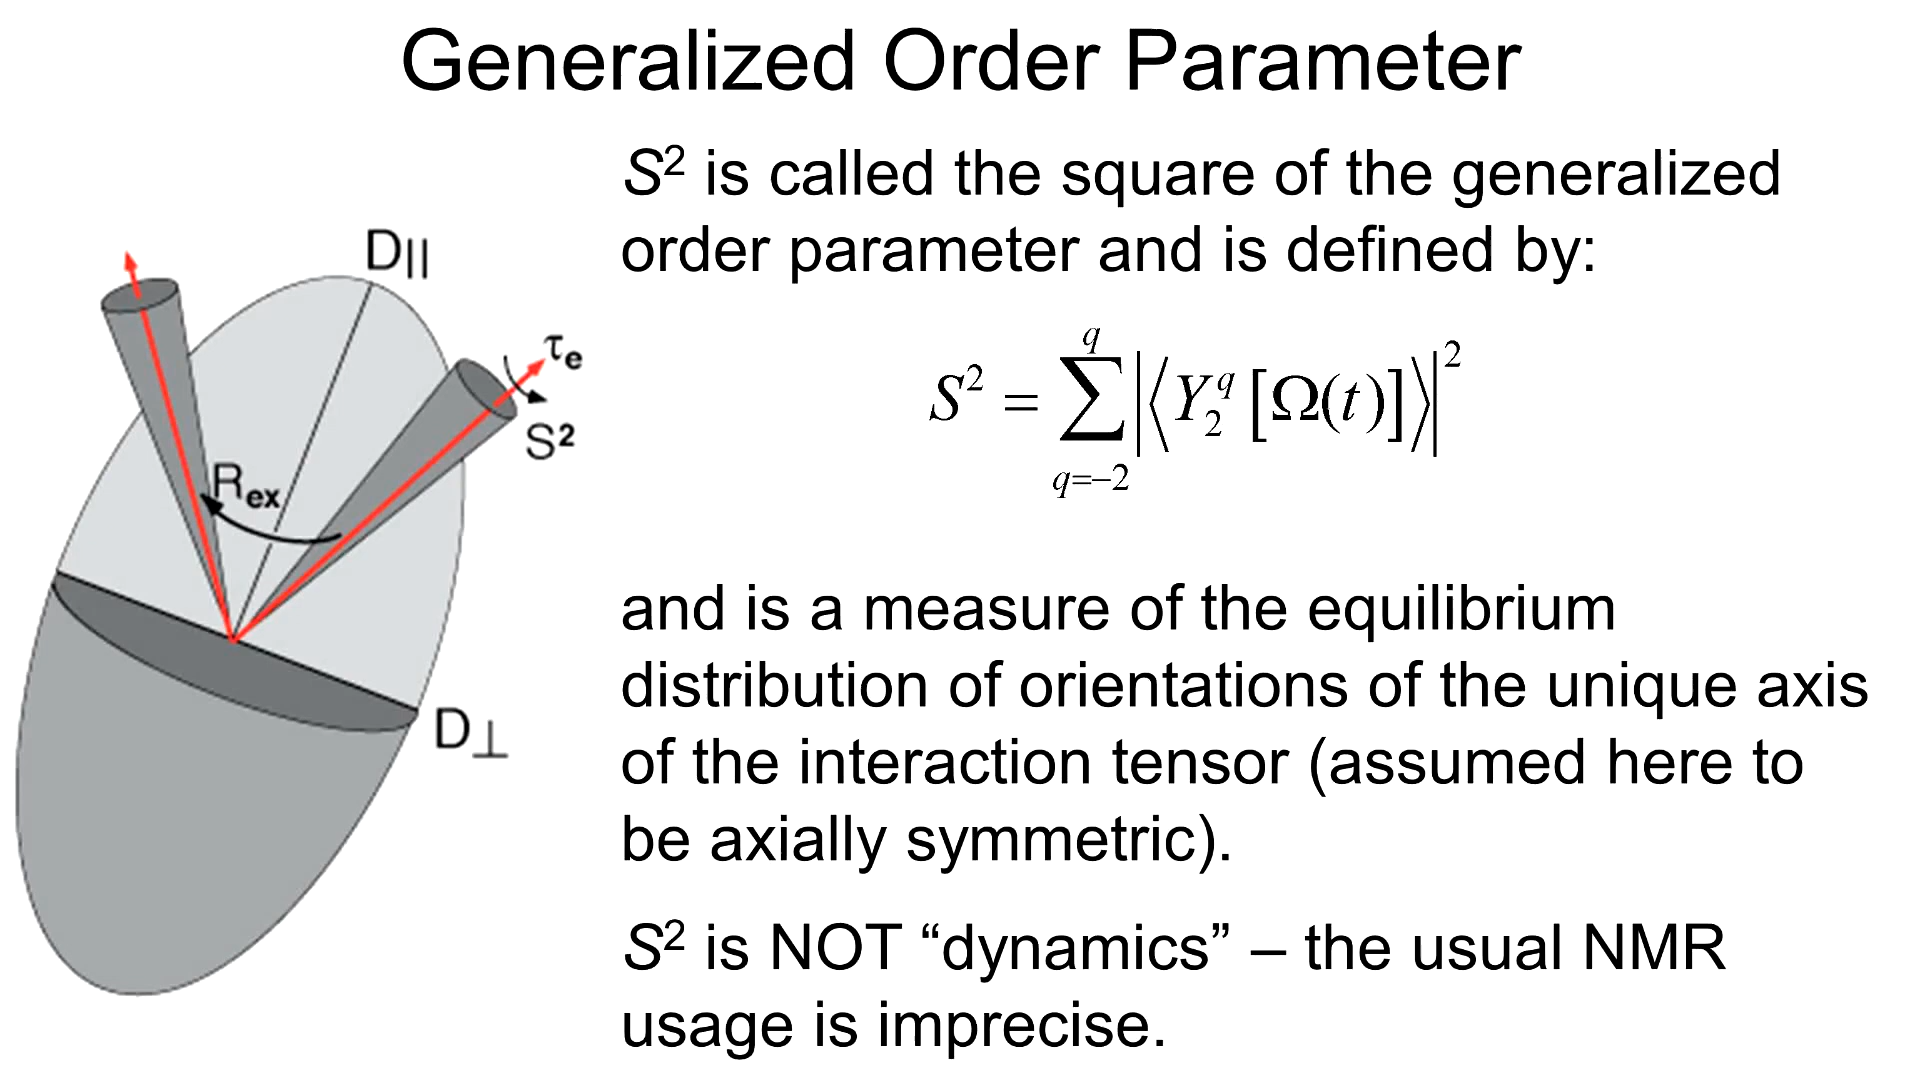 Generalized Order Parameter
S² is called the square of the generalized
order parameter and is defined by:
S² = ∑_{q=−2}^{q} |⟨Y₂^q [Ω(t)]⟩|²
and is a measure of the equilibrium
distribution of orientations of the unique axis
of the interaction tensor (assumed here to
be axially symmetric).
S² is NOT “dynamics” – the usual NMR
usage is imprecise.
D||
τe
S²
Rex
D⊥